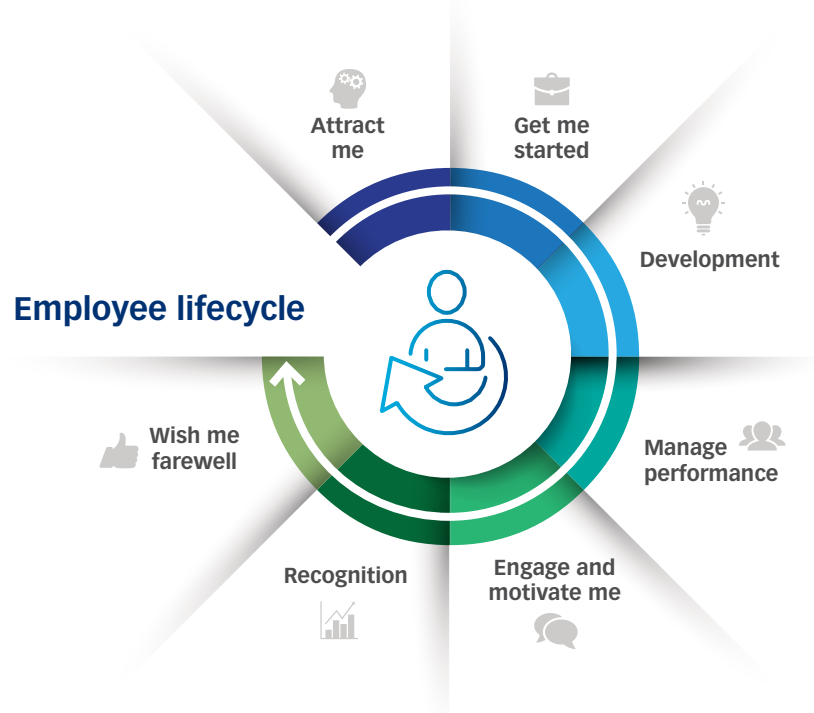 Attract
me
Get me
started
Development
Employee lifecycle
Manage
performance
Wish me
farewell
Engage and
motivate me
Recognition